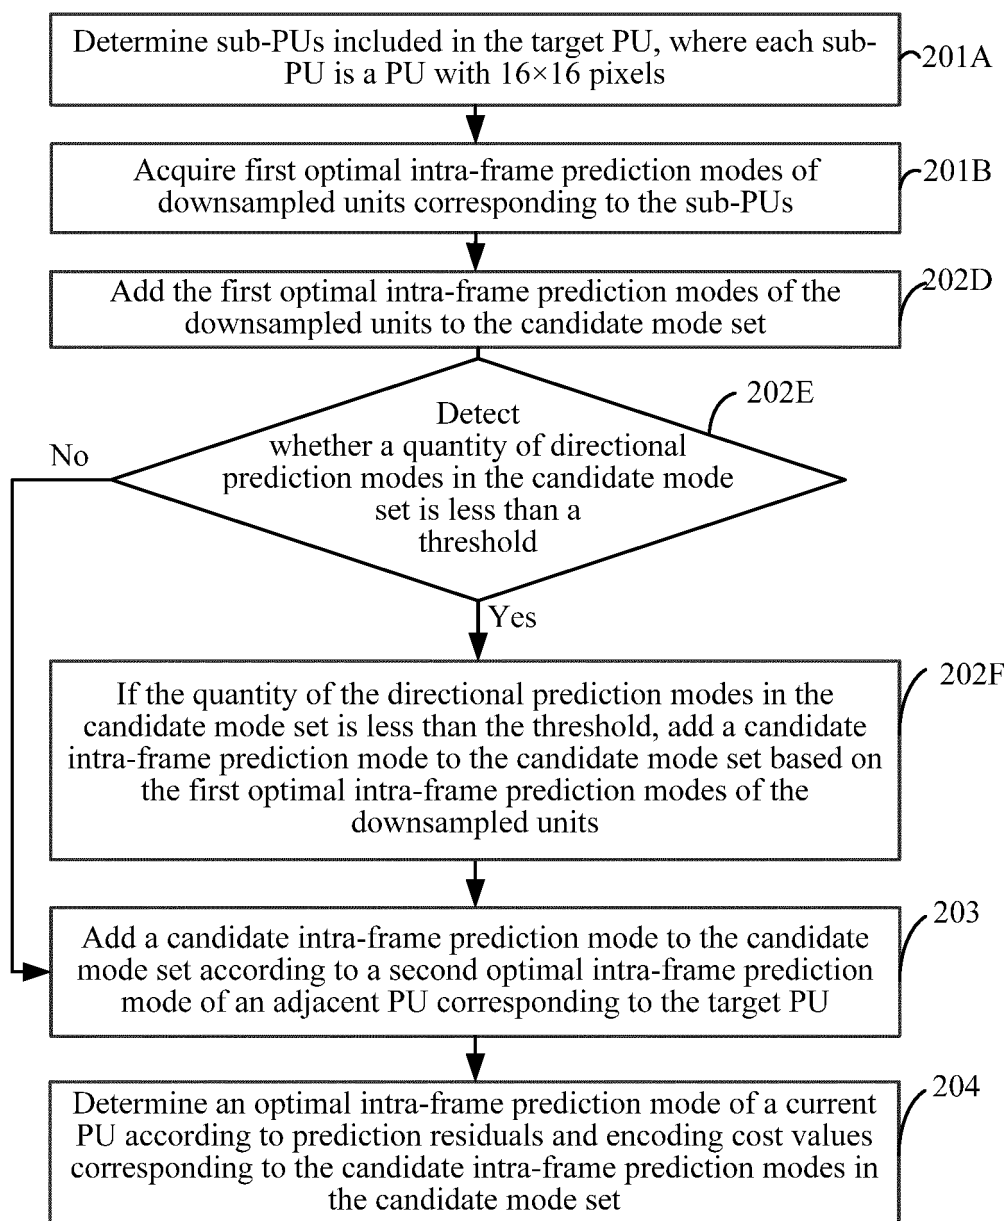 Determine sub-PUs included in the target PU, where each sub-
PU is a PU with 16×16 pixels
201A
Acquire first optimal intra-frame prediction modes of
downsampled units corresponding to the sub-PUs
201B
Add the first optimal intra-frame prediction modes of the
downsampled units to the candidate mode set
202D
Detect
whether a quantity of directional
prediction modes in the candidate mode
set is less than a
threshold
202E
No
Yes
If the quantity of the directional prediction modes in the
candidate mode set is less than the threshold, add a candidate
intra-frame prediction mode to the candidate mode set based on
the first optimal intra-frame prediction modes of the
downsampled units
202F
Add a candidate intra-frame prediction mode to the candidate
mode set according to a second optimal intra-frame prediction
mode of an adjacent PU corresponding to the target PU
203
Determine an optimal intra-frame prediction mode of a current
PU according to prediction residuals and encoding cost values
corresponding to the candidate intra-frame prediction modes in
the candidate mode set
204